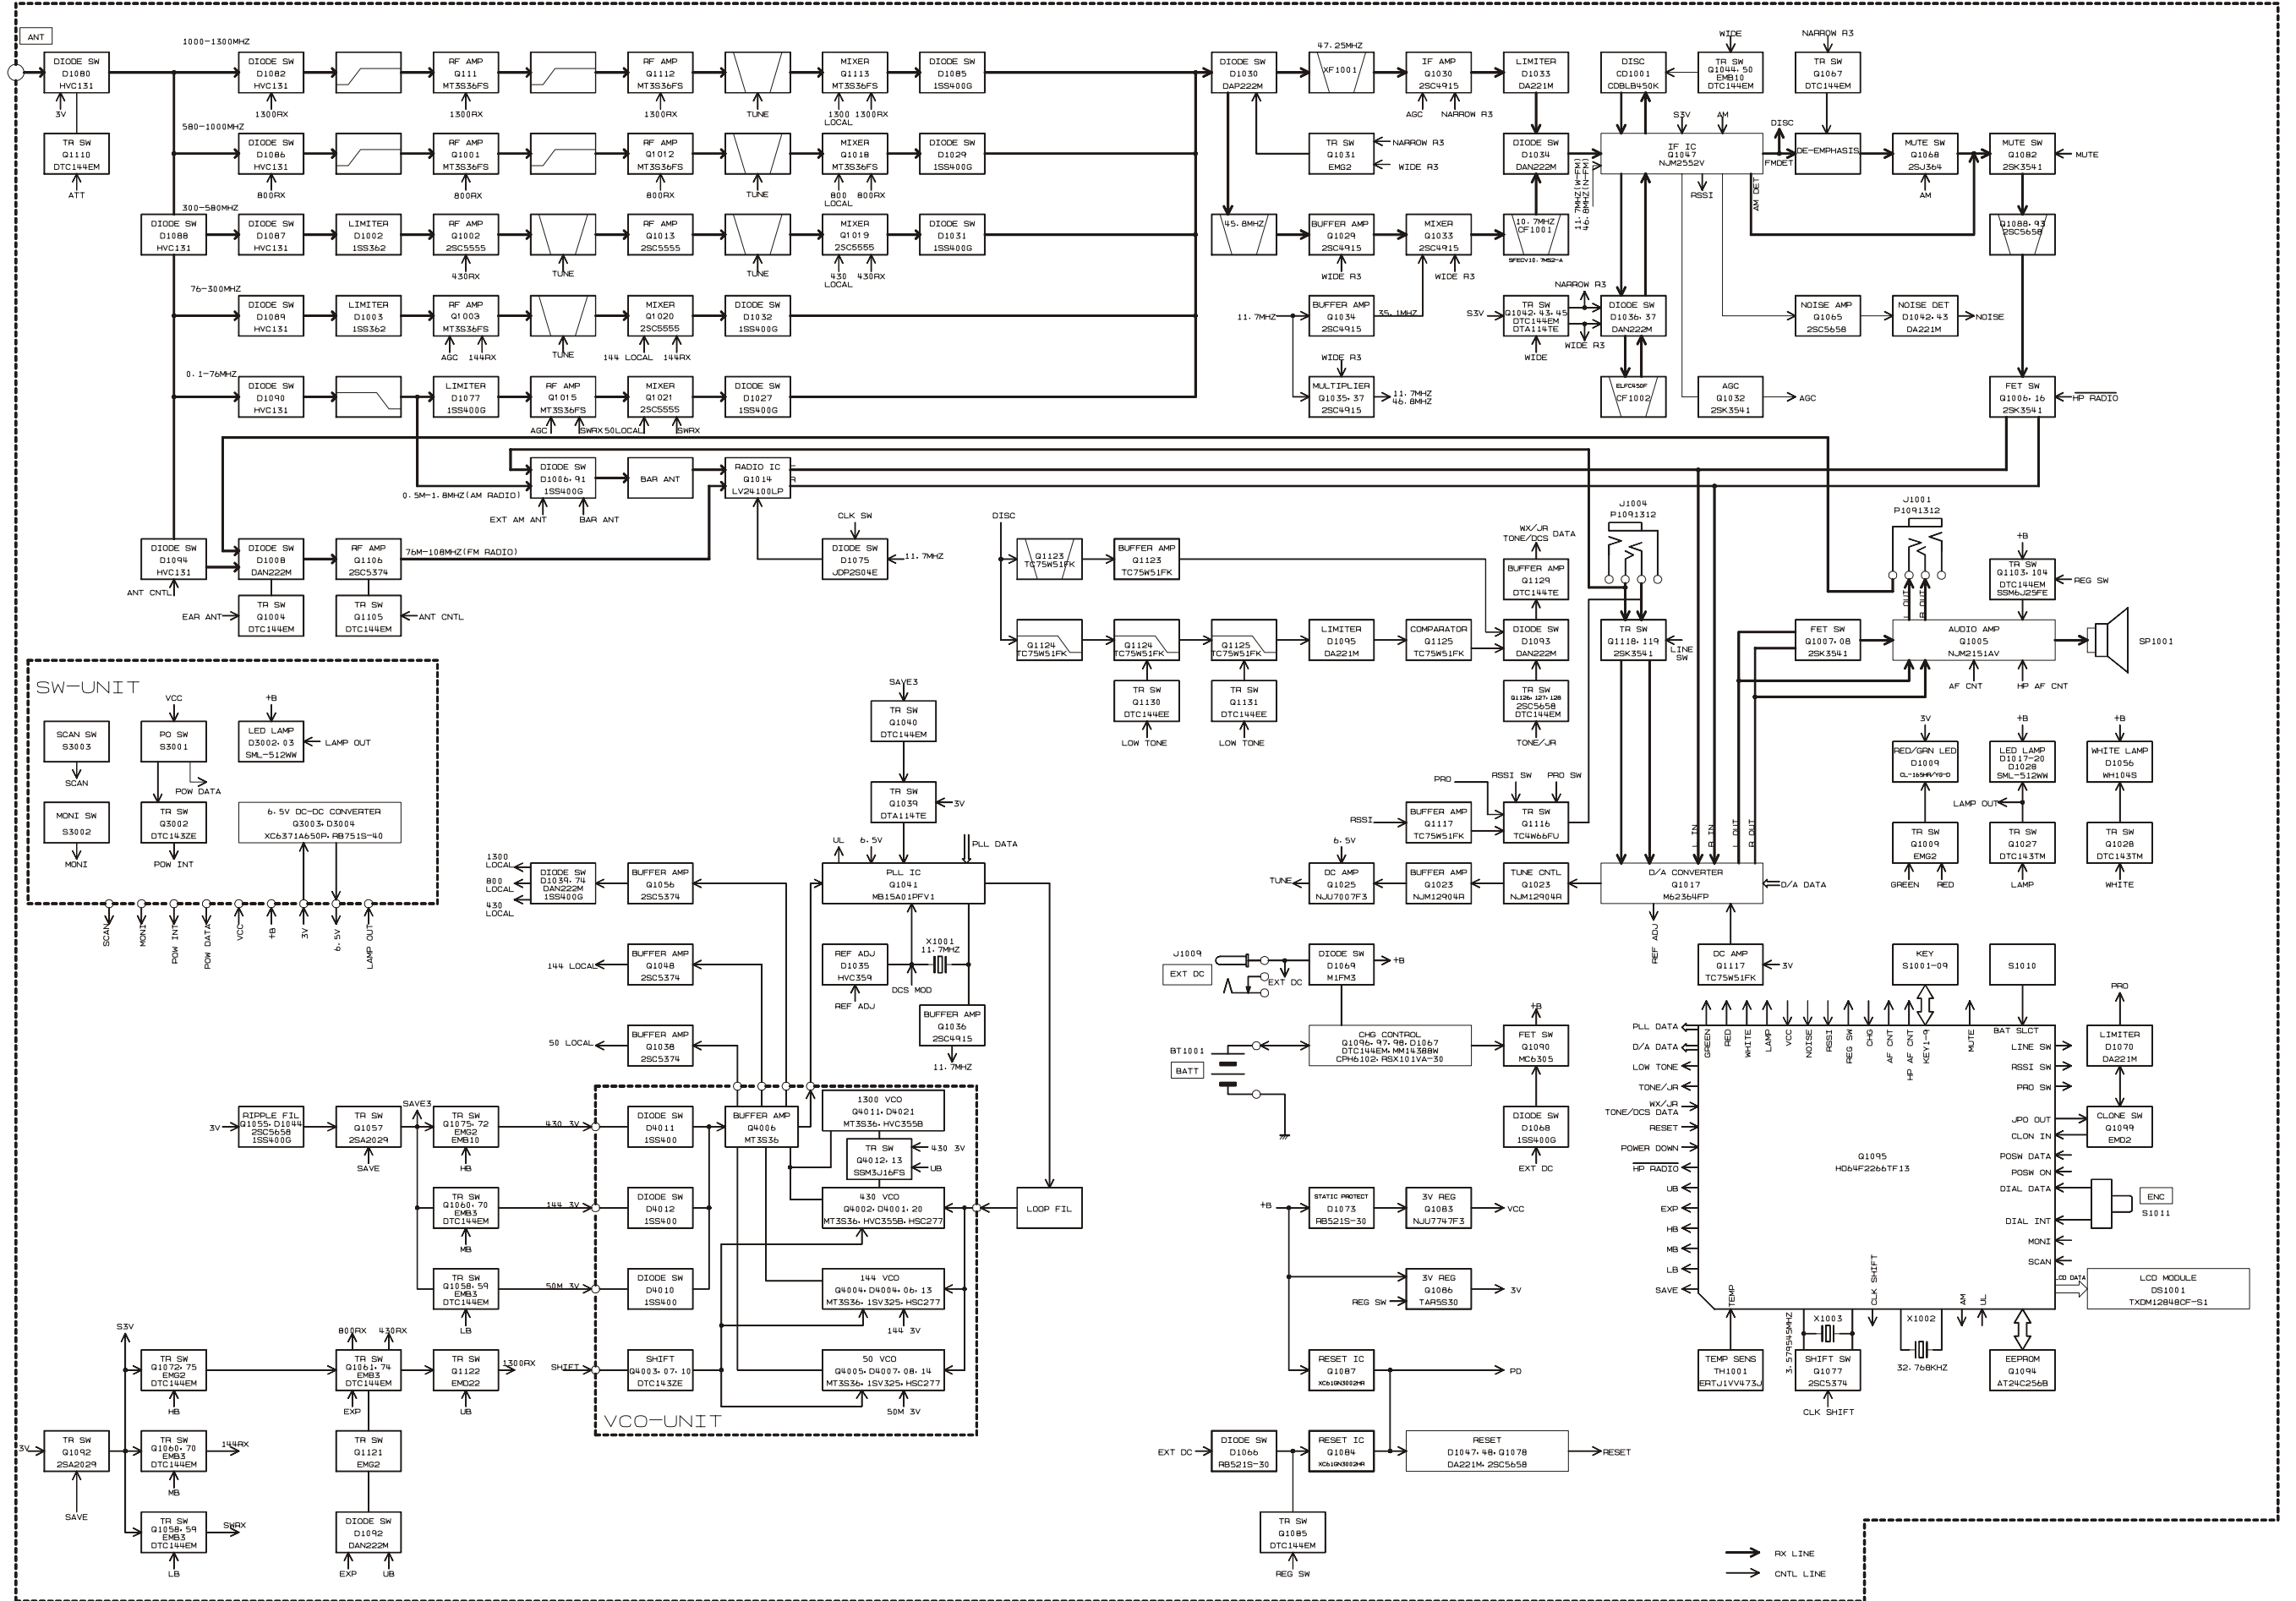 ANT
DIODE SW
D1080
HVC131
3V
TR SW
Q1110
DTC144EM
ATT
1000-1300MHZ
DIODE SW
D1082
HVC131
1300RX
RF AMP
Q111
MT3S36FS
1300RX
RF AMP
Q1112
MT3S36FS
1300RX
TUNE
MIXER
Q1113
MT3S36FS
1300 1300RX
LOCAL
DIODE SW
D1085
1SS400G
580-1000MHZ
DIODE SW
D1086
HVC131
800RX
RF AMP
Q1001
MT3S36FS
800RX
RF AMP
Q1012
MT3S36FS
800RX
TUNE
MIXER
Q1018
MT3S36FS
800 800RX
LOCAL
DIODE SW
D1029
1SS400G
300-580MHZ
DIODE SW
D1088
HVC131
DIODE SW
D1087
HVC131
LIMITER
D1002
1SS362
RF AMP
Q1002
2SC5555
430RX
TUNE
RF AMP
Q1013
2SC5555
TUNE
MIXER
Q1019
2SC5555
430 430RX
LOCAL
DIODE SW
D1031
1SS400G
76-300MHZ
DIODE SW
D1089
HVC131
LIMITER
D1003
1SS362
RF AMP
Q1003
MT3S36FS
AGC 144RX
TUNE
MIXER
Q1020
2SC5555
144 LOCAL 144RX
DIODE SW
D1032
1SS400G
0.1-76MHZ
DIODE SW
D1090
HVC131
LIMITER
D1077
1SS400G
RF AMP
Q1015
MT3S36FS
AGC SWRX
MIXER
Q1021
2SC5555
50LOCAL SWRX
DIODE SW
D1027
1SS400G
DIODE SW
D1030
DAP222M
47.25MHZ
XF1001
IF AMP
Q1030
2SC4915
AGC NARROW R3
LIMITER
D1033
DA221M
TR SW
Q1031
EMG2
NARROW R3
WIDE R3
DIODE SW
D1034
DAN222M
45.8MHZ
BUFFER AMP
Q1029
2SC4915
WIDE R3
MIXER
Q1033
2SC4915
WIDE R3
10.7MHZ
CF1001
SFECV10.7MS2-A
11.7MHZ(W-FM)
46.8MHZ(N-FM)
11.7MHZ
BUFFER AMP
Q1034
2SC4915
35.1MHZ
WIDE R3
MULTIPLIER
Q1035,37
2SC4915
11.7MHZ
46.8MHZ
DISC
CD1001
CDBLB450K
WIDE
TR SW
Q1044,50
EMB10
DTC144EM
NARROW R3
TR SW
Q1067
DTC144EM
S3V AM
IF IC
Q1047
NJM2552V
RSSI
DISC
FMDET
AM DET
DE-EMPHASIS
MUTE SW
Q1068
2SJ364
AM
MUTE SW
Q1082
2SK3541
MUTE
Q1088,93
2SC5658
S3V
TR SW
Q1042,43,45
DTC144EM
DTA114TE
WIDE
NARROW R3
WIDE R3
DIODE SW
D1036,37
DAN222M
ELFC450F
CF1002
NOISE AMP
Q1065
2SC5658
NOISE DET
D1042,43
DA221M
NOISE
AGC
Q1032
2SK3541
AGC
FET SW
Q1006,16
2SK3541
HP RADIO
0.5M-1.8MHZ(AM RADIO)
DIODE SW
D1006,91
1SS400G
EXT AM ANT
BAR ANT
BAR ANT
RADIO IC
Q1014
LV24100LP
R
DIODE SW
D1094
HVC131
ANT CNTL
DIODE SW
D1008
DAN222M
EAR ANT
TR SW
Q1004
DTC144EM
RF AMP
Q1106
2SC5374
76M-108MHZ(FM RADIO)
TR SW
Q1105
DTC144EM
ANT CNTL
CLK SW
DIODE SW
D1075
JDP2S04E
11.7MHZ
DISC
Q1123
TC75W51FK
BUFFER AMP
Q1123
TC75W51FK
WX/JR
TONE/DCS DATA
BUFFER AMP
Q1129
DTC144TE
Q1124
TC75W51FK
Q1124
TC75W51FK
Q1125
TC75W51FK
LIMITER
D1095
DA221M
COMPARATOR
Q1125
TC75W51FK
DIODE SW
D1093
DAN222M
TR SW
Q1130
DTC144EE
LOW TONE
TR SW
Q1131
DTC144EE
LOW TONE
TR SW
Q1126,127,128
2SC5658
DTC144EM
TONE/JR
J1004
P1091312
TR SW
Q1118,119
2SK3541
LINE
SW
J1001
P1091312
L OUT
R OUT
FET SW
Q1007,08
2SK3541
AUDIO AMP
Q1005
NJM2151AV
AF CNT HP AF CNT
+B
TR SW
Q1103,104
DTC144EM
SSM6J25FE
REG SW
SP1001
SW-UNIT
SCAN SW
S3003
SCAN
VCC
PO SW
S3001
POW DATA
+B
LED LAMP
D3002,03
SML-512WW
LAMP OUT
MONI SW
S3002
MONI
TR SW
Q3002
DTC143ZE
POW INT
6.5V DC-DC CONVERTER
Q3003,D3004
XC6371A650P,RB751S-40
SCAN
MONI
POW INT
POW DATA
VCC
+B
3V
6.5V
LAMP OUT
SAVE3
TR SW
Q1040
DTC144EM
TR SW
Q1039
DTA114TE
3V
UL 6.5V
PLL DATA
PLL IC
Q1041
MB15A01PFV1
1300
LOCAL
800
LOCAL
430
LOCAL
DIODE SW
D1039,74
DAN222M
1SS400G
BUFFER AMP
Q1056
2SC5374
144 LOCAL
BUFFER AMP
Q1048
2SC5374
50 LOCAL
BUFFER AMP
Q1038
2SC5374
REF ADJ
D1035
HVC359
REF ADJ
X1001
11.7MHZ
DCS MOD
BUFFER AMP
Q1036
2SC4915
11.7MHZ
PRO
RSSI SW PRO SW
RSSI
BUFFER AMP
Q1117
TC75W51FK
TR SW
Q1116
TC4W66FU
TUNE
6.5V
DC AMP
Q1025
NJU7007F3
BUFFER AMP
Q1023
NJM12904R
TUNE CNTL
Q1023
NJM12904R
L IN
R IN
L OUT
R OUT
D/A CONVERTER
Q1017
M62364FP
D/A DATA
REF ADJ
DC AMP
Q1117
TC75W51FK
3V
3V
RED/GRN LED
D1009
CL-165HR/YG-D
TR SW
Q1009
EMG2
GREEN RED
+B
LED LAMP
D1017-20
D1028
SML-512WW
LAMP OUT
TR SW
Q1027
DTC143TM
LAMP
+B
WHITE LAMP
D1056
WH104S
TR SW
Q1028
DTC143TM
WHITE
KEY
S1001-09
S1010
J1009
EXT DC
EXT DC
DIODE SW
D1069
M1FM3
+B
BT1001
BATT
CHG CONTROL
Q1096,97,98,D1067
DTC144EM,MM1438BW
CPH6102,RSX101VA-30
+B
FET SW
Q1090
MC6305
DIODE SW
D1068
1SS400G
EXT DC
+B
STATIC PROTECT
D1073
RB521S-30
3V REG
Q1083
NJU7747F3
VCC
REG SW
3V REG
Q1086
TAR5S30
3V
RESET IC
Q1087
XC61GN3002HR
PD
EXT DC
DIODE SW
D1066
RB521S-30
RESET IC
Q1084
XC61GN3002HR
RESET
D1047,48,Q1078
DA221M,2SC5658
RESET
TR SW
Q1085
DTC144EM
REG SW
3V
RIPPLE FIL
Q1055,D1044
2SC5658
1SS400G
TR SW
Q1057
2SA2029
SAVE
SAVE3
TR SW
Q1075,72
EMG2
EMB10
HB
430 3V
TR SW
Q1060,70
EMB3
DTC144EM
MB
144 3V
TR SW
Q1058,59
EMB3
DTC144EM
LB
50M 3V
DIODE SW
D4011
1SS400
DIODE SW
D4012
1SS400
DIODE SW
D4010
1SS400
SHIFT
SHIFT
Q4003,07,10
DTC143ZE
BUFFER AMP
Q4006
MT3S36
1300 VCO
Q4011,D4021
MT3S36,HVC355B
TR SW
Q4012,13
SSM3J16FS
430 3V
UB
430 VCO
Q4002,D4001,20
MT3S36,HVC355B,HSC277
144 VCO
Q4004,D4004,06,13
MT3S36,1SV325,HSC277
144 3V
50 VCO
Q4005,D4007,08,14
MT3S36,1SV325,HSC277
50M 3V
VCO-UNIT
LOOP FIL
S3V
TR SW
Q1072,75
EMG2
DTC144EM
HB
800RX 430RX
TR SW
Q1061,74
EMB3
DTC144EM
EXP
TR SW
Q1122
EMD22
UB
1300RX
3V
TR SW
Q1092
2SA2029
SAVE
TR SW
Q1060,70
EMB3
DTC144EM
MB
144RX
TR SW
Q1121
EMG2
TR SW
Q1058,59
EMB3
DTC144EM
LB
SWRX
DIODE SW
D1092
DAN222M
EXP UB
PLL DATA
D/A DATA
LOW TONE
TONE/JR
WX/JR
TONE/DCS DATA
RESET
POWER DOWN
HP RADIO
UB
EXP
HB
MB
LB
SAVE
GREEN
RED
WHITE
LAMP
VCC
NOISE
RSSI
REG SW
CHG
AF CNT
HP AF CNT
KEY1-9
MUTE
BAT SLCT
Q1095
HD64F2266TF13
LINE SW
RSSI SW
PRO SW
JPO OUT
CLON IN
POSW DATA
POSW ON
DIAL DATA
DIAL INT
MONI
SCAN
LCD DATA
TEMP
CLK SHIFT
AM
UL
PRO
LIMITER
D1070
DA221M
CLONE SW
Q1099
EMD2
ENC
S1011
LCD MODULE
DS1001
TXDM12848CF-S1
TEMP SENS
TH1001
ERTJ1VV473J
3.579545MHZ
X1003
SHIFT SW
Q1077
2SC5374
CLK SHIFT
X1002
32.768KHZ
EEPROM
Q1094
AT24C256B
RX LINE
CNTL LINE